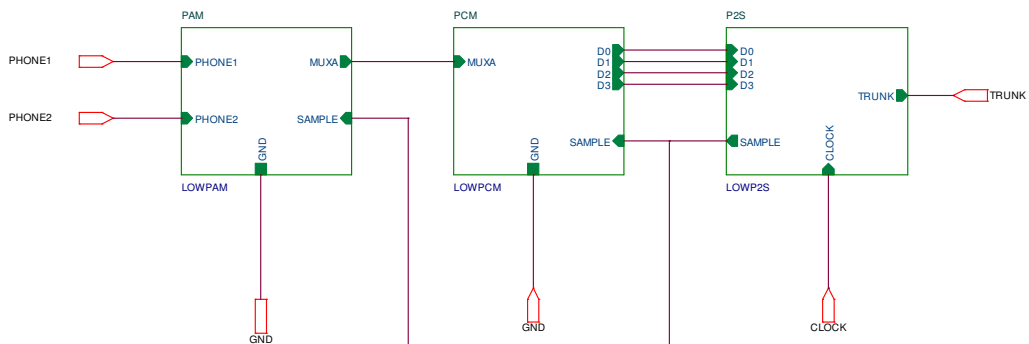 PAM
PCM
P2S
PHONE1
PHONE1
MUXA
MUXA
D0
D1
D2
D3
D0
D1
D2
D3
TRUNK
TRUNK
PHONE2
PHONE2
SAMPLE
GND
SAMPLE
GND
SAMPLE
CLOCK
LOWPAM
LOWPCM
LOWP2S
GND
GND
CLOCK